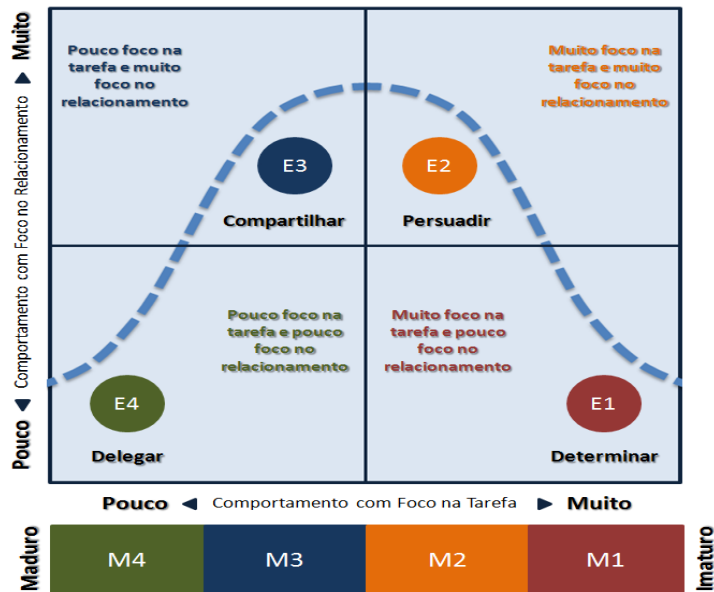 Muito
Comportamento com Foco no Relacionamento
Pouco
Pouco foco na
tarefa e muito
foco no
relacionamento
Muito foco na
tarefa e muito
foco no
relacionamento
E3
Compartilhar
E2
Persuadir
Pouco foco na
tarefa e pouco
foco no
relacionamento
Muito foco na
tarefa e pouco
foco no
relacionamento
E4
Delegar
E1
Determinar
Pouco
Comportamento com Foco na Tarefa
Muito
Maduro
M4
M3
M2
M1
Imaturo